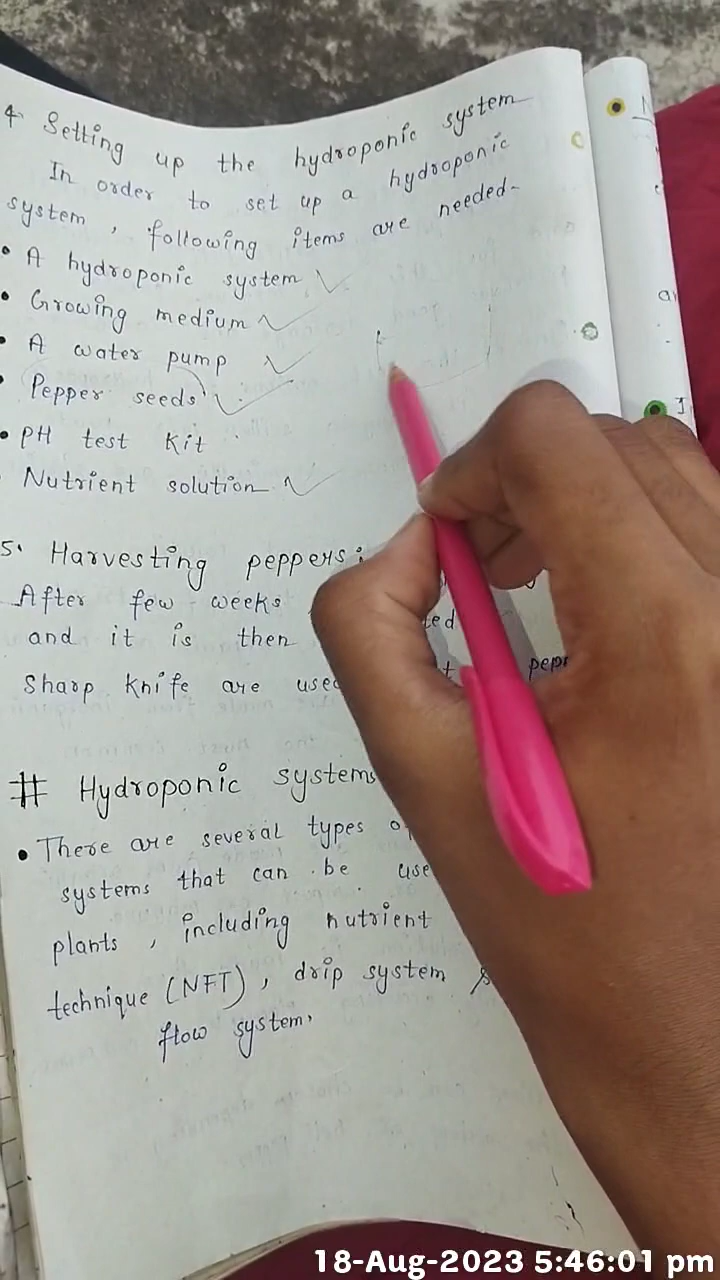 4. Setting up the hydroponic system
In order to set up a hydroponic
system, following items are needed-
• A hydroponic system
• Growing medium
• A water pump
• Pepper seeds
• PH test kit
• Nutrient solution
5. Harvesting peppers:
After few weeks
and it is then
Sharp knife are
# Hydroponic systems
• There are several types
systems that can be
plants, including nutrient
technique (NFT), drip system
flow system.
18-Aug-2023 5:46:01 pm